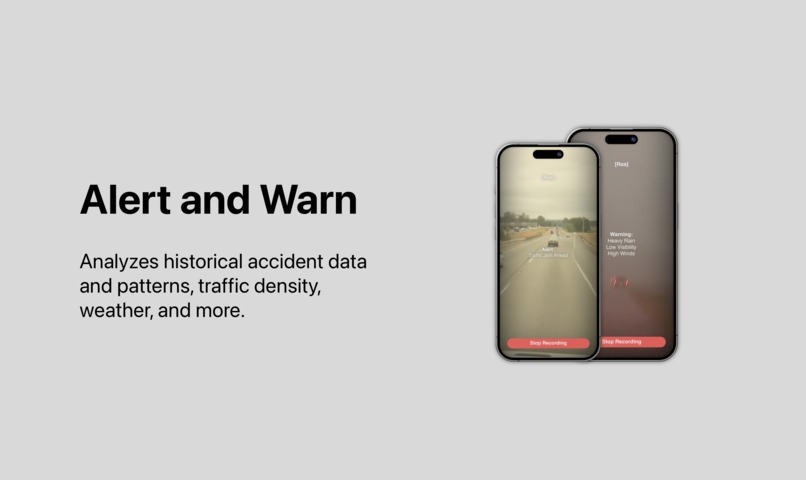 Alert and Warn
Analyzes historical accident data
and patterns, traffic density,
weather, and more.
Stop Recording
[Rea]
Warning:
Heavy Rain
Low Visibility
High Winds
Stop Recording